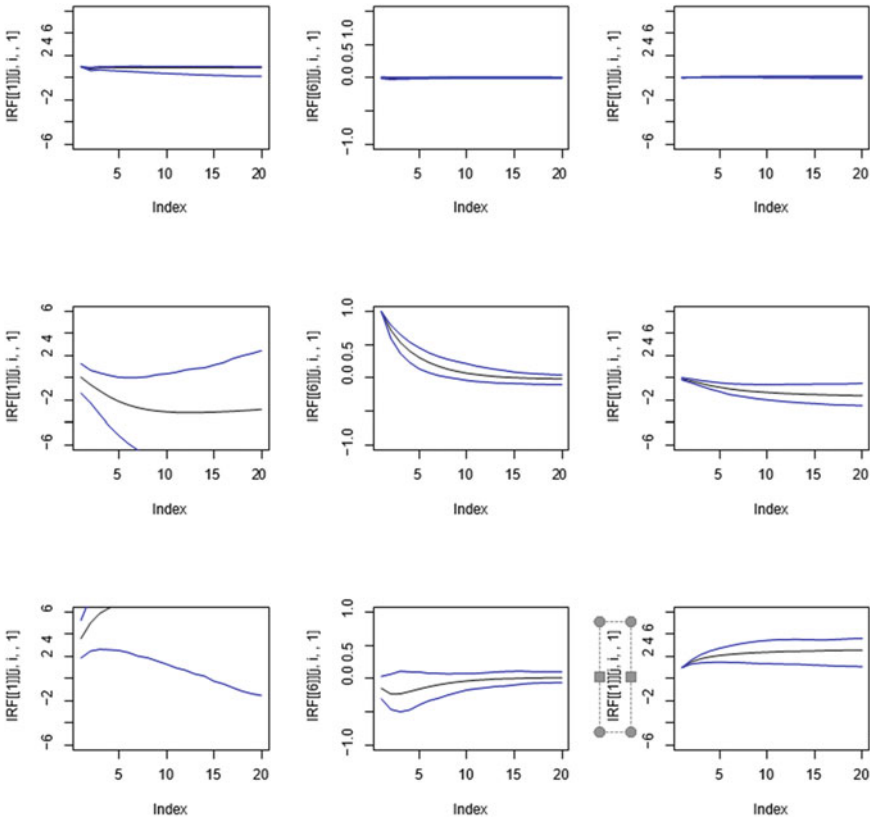 IRF[[1]][j, i, , 1]
−6 −2 2 4 8
5 10 15 20
Index
IRF[[6]][j, i, , 1]
−1.0 0.0 0.5 1.5
5 10 15 20
Index
IRF[[1]][j, i, , 1]
−6 −2 2 4 8
5 10 15 20
Index
IRF[[1]][j, i, , 1]
−6 −2 2 4 6
5 10 15 20
Index
IRF[[6]][j, i, , 1]
−1.0 0.0 0.5 1.0
5 10 15 20
Index
IRF[[1]][j, i, , 1]
−6 −2 2 4 6
5 10 15 20
Index
IRF[[1]][j, i, , 1]
−6 −2 2 4 6
5 10 15 20
Index
IRF[[6]][j, i, , 1]
−1.0 0.0 0.5 1.0
5 10 15 20
Index
IRF[[1]][j, i, , 1]
−6 −2 2 4 6
5 10 15 20
Index